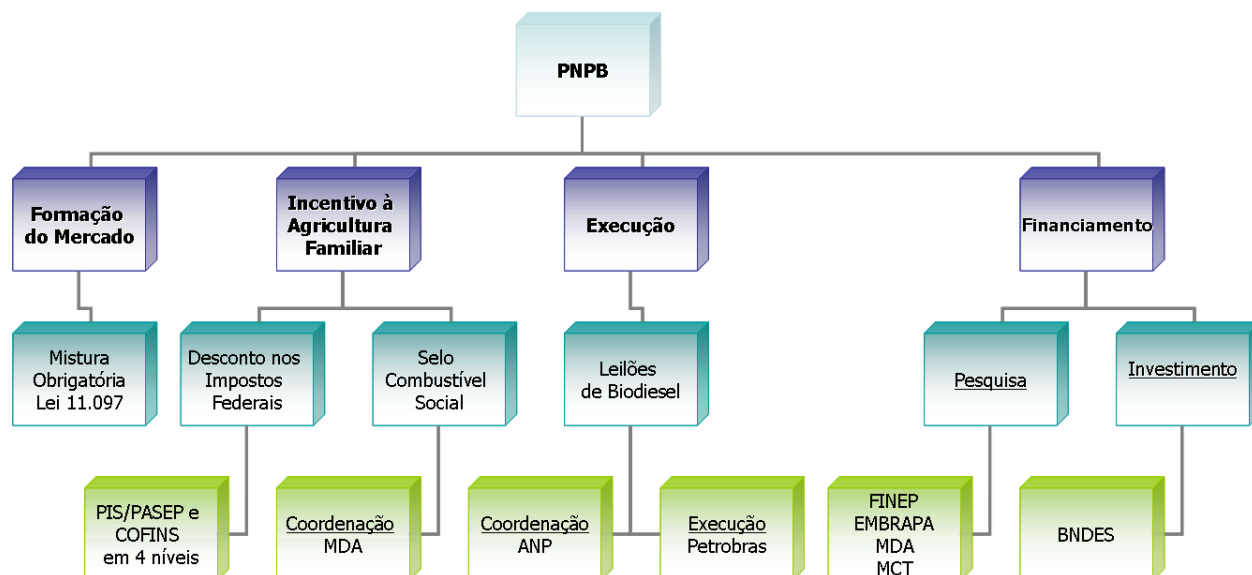 PNPB
Formação
do Mercado
Incentivo à
Agricultura
Familiar
Execução
Financiamento
Mistura
Obrigatória
Lei 11.097
Desconto nos
Impostos
Federais
Selo
Combustível
Social
Leilões
de Biodiesel
Pesquisa
Investimento
PIS/PASEP e
COFINS
em 4 níveis
Coordenação
MDA
Coordenação
ANP
Execução
Petrobras
FINEP
EMBRAPA
MDA
MCT
BNDES